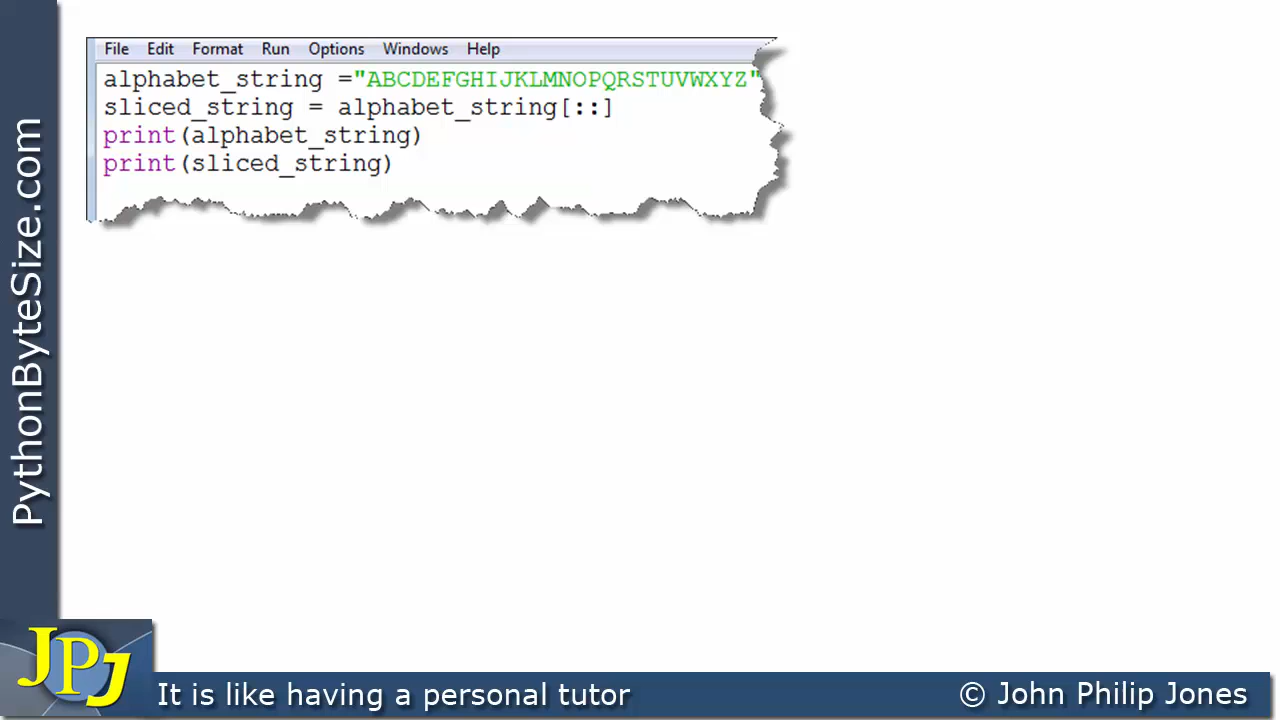 File Edit Format Run Options Windows Help
alphabet_string ="ABCDEFGHIJKLMNOPQRSTUVWXYZ"
sliced_string = alphabet_string[::]
print(alphabet_string)
print(sliced_string)
PythonByteSize.com
JPJ
It is like having a personal tutor
© John Philip Jones